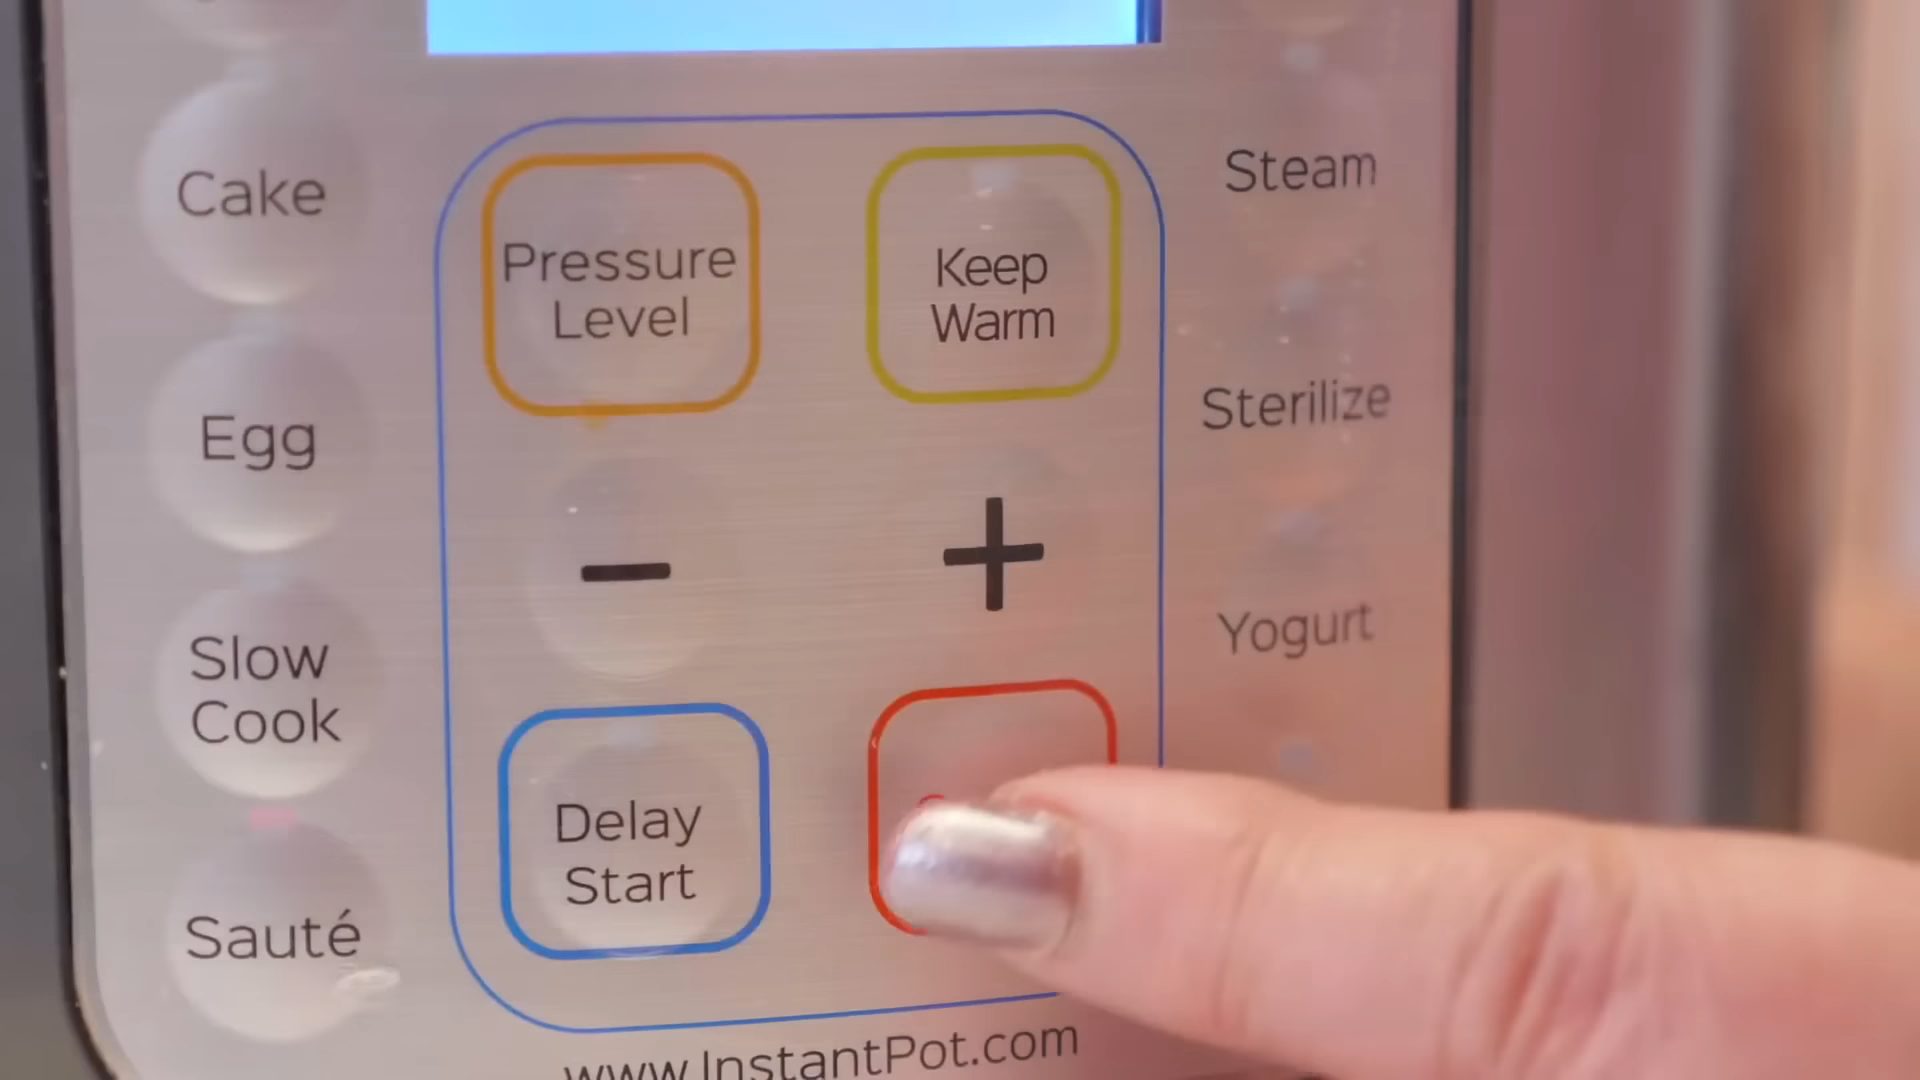 Cake
Egg
Slow
Cook
Sauté
Pressure
Level
Keep
Warm
−
+
Delay
Start
Steam
Sterilize
Yogurt
www.InstantPot.com